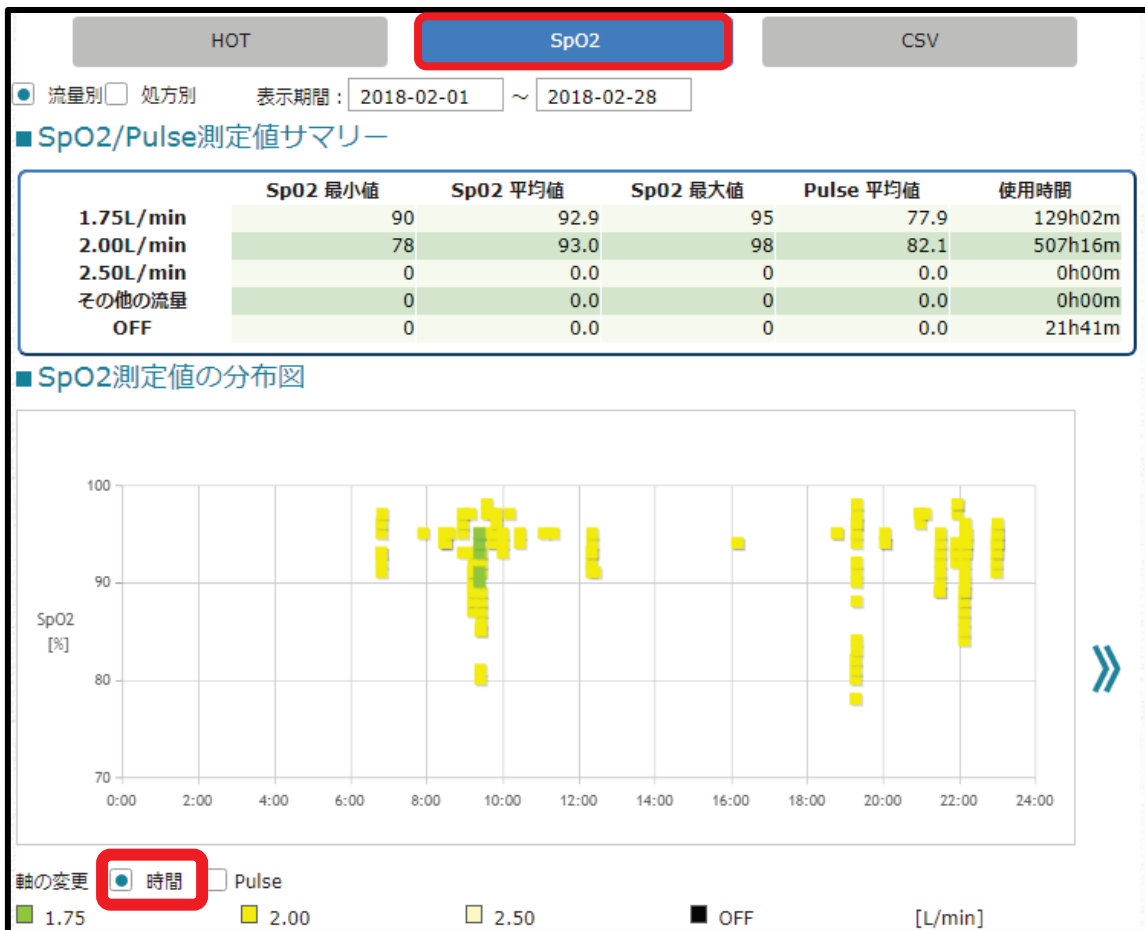 HOT SpO2 CSV
流量別 処方別 表示期間： 2018-02-01 ～ 2018-02-28
■SpO2/Pulse測定値サマリー
SpO2 最小値 SpO2 平均値 SpO2 最大値 Pulse 平均値 使用時間
1.75L/min 90 92.9 95 77.9 129h02m
2.00L/min 78 93.0 98 82.1 507h16m
2.50L/min 0 0.0 0 0.0 0h00m
その他の流量 0 0.0 0 0.0 0h00m
OFF 0 0.0 0 0.0 21h41m
■SpO2測定値の分布図
100
90
SpO2
[%]
80
70
0:00 2:00 4:00 6:00 8:00 10:00 12:00 14:00 16:00 18:00 20:00 22:00 24:00
》
軸の変更 時間 Pulse
1.75 2.00 2.50 OFF [L/min]